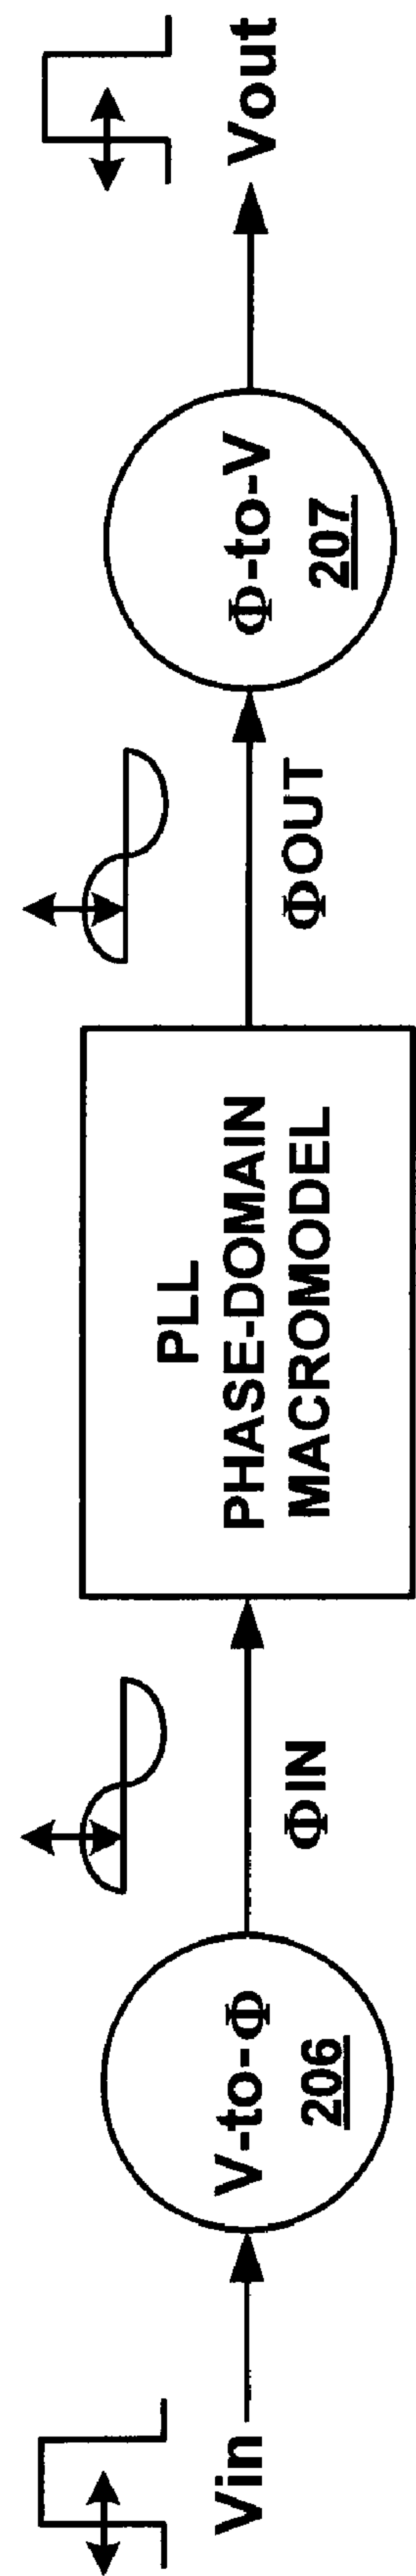 Vin
V-to-Φ
206
ΦIN
PLL
PHASE-DOMAIN
MACROMODEL
ΦOUT
Φ-to-V
207
Vout